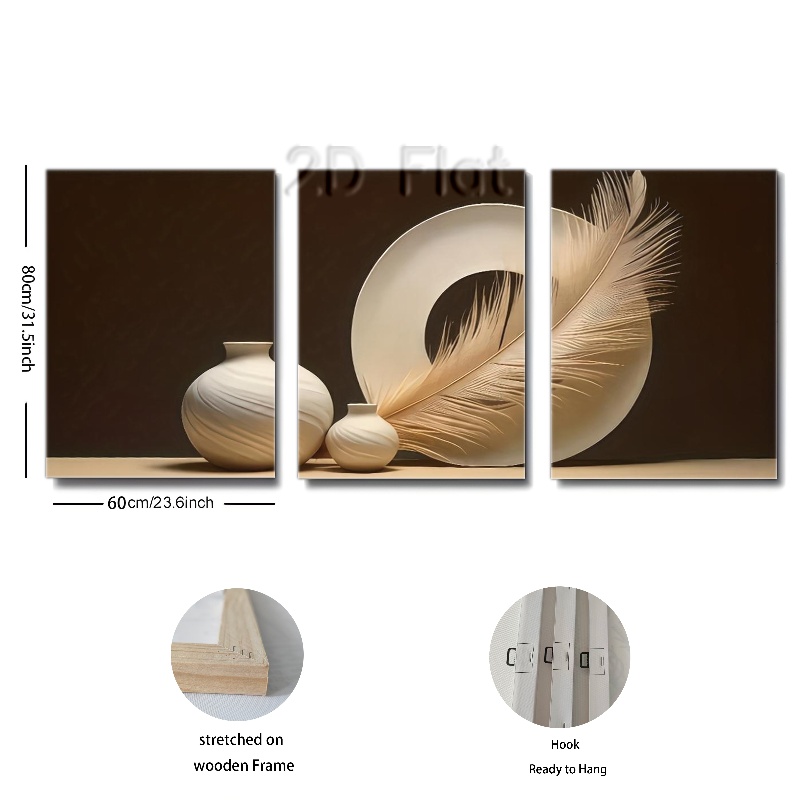 2D Flat
80cm/31.5inch
60cm/23.6inch
stretched on
wooden Frame
Hook
Ready to Hang